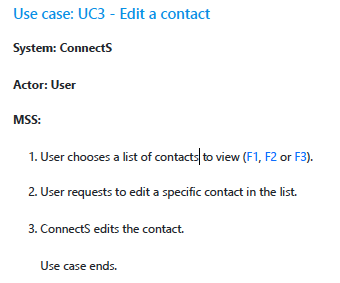 Use case: UC3 - Edit a contact
System: ConnectS
Actor: User
MSS:
1. User chooses a list of contacts to view (F1, F2 or F3).
2. User requests to edit a specific contact in the list.
3. ConnectS edits the contact.
Use case ends.